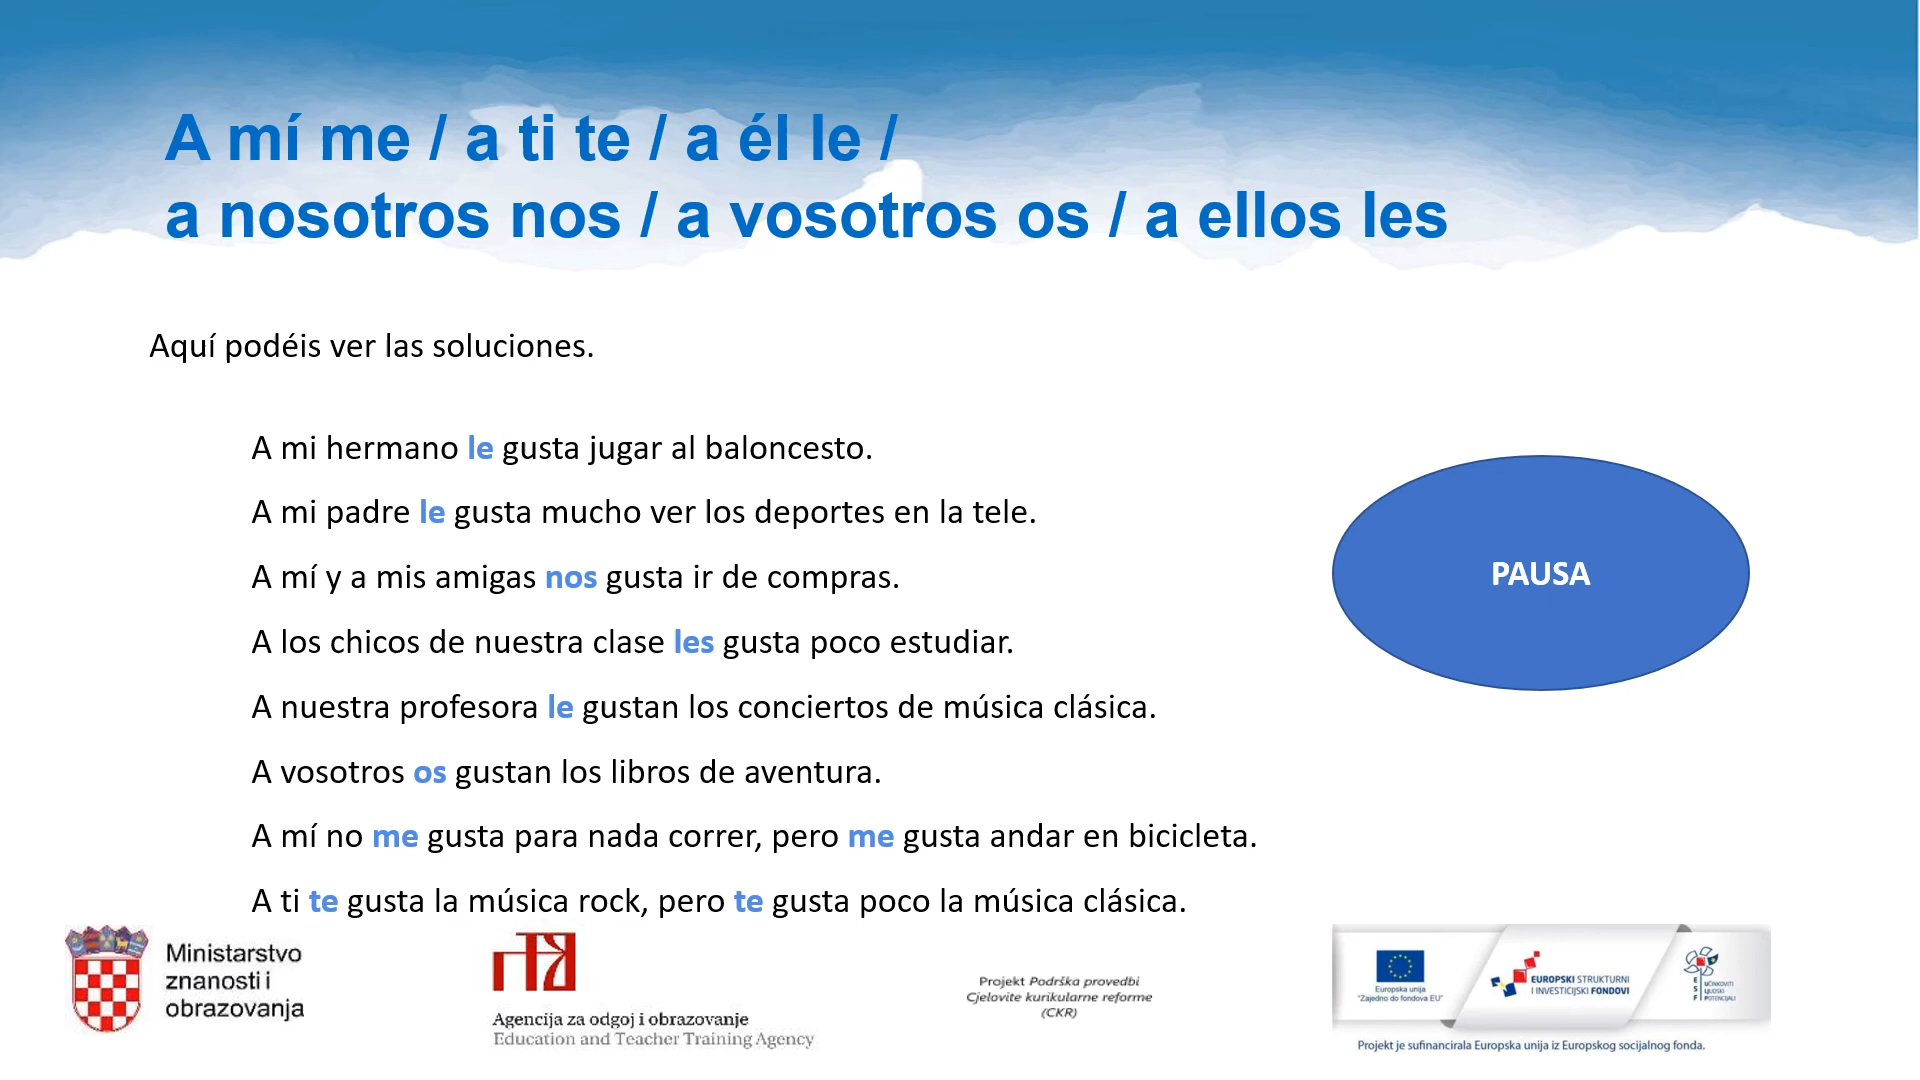 A mí me / a ti te / a él le /
a nosotros nos / a vosotros os / a ellos les
Aquí podéis ver las soluciones.
A mi hermano le gusta jugar al baloncesto.
A mi padre le gusta mucho ver los deportes en la tele.
A mí y a mis amigas nos gusta ir de compras.
A los chicos de nuestra clase les gusta poco estudiar.
A nuestra profesora le gustan los conciertos de música clásica.
A vosotros os gustan los libros de aventura.
A mí no me gusta para nada correr, pero me gusta andar en bicicleta.
A ti te gusta la música rock, pero te gusta poco la música clásica.
PAUSA
Ministarstvo
znanosti i
obrazovanja
Agencija za odgoj i obrazovanje
Education and Teacher Training Agency
Projekt Podrška provedbi
Cjelovite kurikularne reforme
(CKR)
Europska unija
"Zajedno do fondova EU"
EUROPSKI STRUKTURNI
I INVESTICIJSKI FONDOVI
ESF
UČINKOVITI
LJUDSKI
POTENCIJALI
Projekt je sufinancirala Europska unija iz Europskog socijalnog fonda.